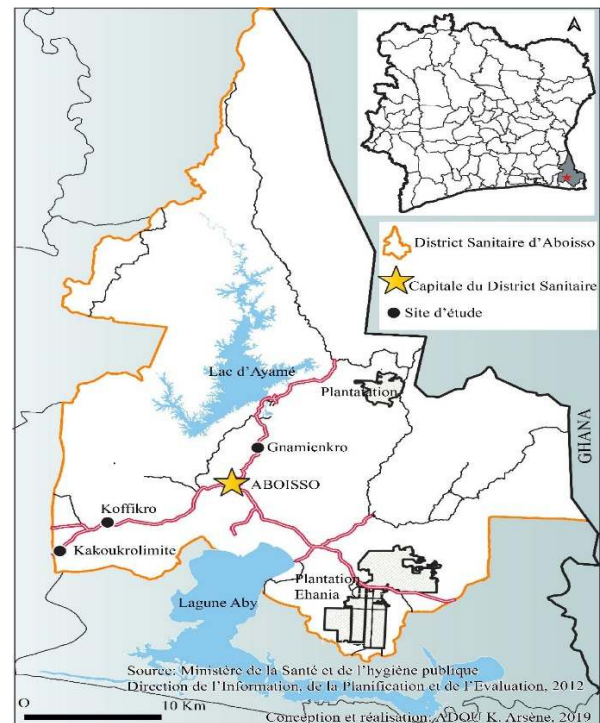 District Sanitaire d'Aboisso
Capitale du District Sanitaire
Site d'étude
Lac d'Ayamé
Plantatation
Gnamienkro
GHANA
ABOISSO
Koffikro
Kakoukrolimite
Plantation
Ehania
Lagune Aby
Source: Ministère de la Santé et de l'hygiène publique
Direction de l'Information, de la Planification et de l'Evaluation, 2012
O 10 Km
Conception et réalisation, ADOU K. Arsène, 2019